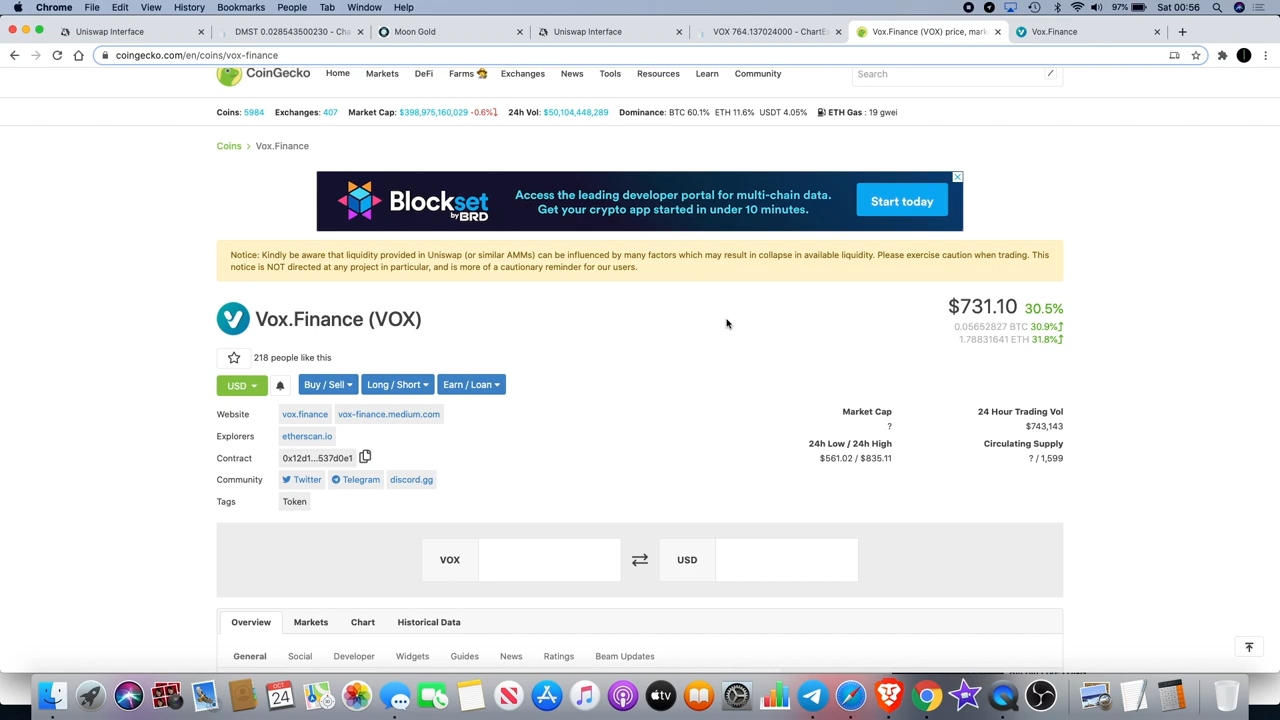 Chrome File Edit View History Bookmarks People Tab Window Help 97% Sat 00:56
Uniswap Interface DMST 0.028543500230 - Cha Moon Gold Uniswap Interface VOX 764.137024000 - ChartEx Vox.Finance (VOX) price, mark Vox.Finance
coingecko.com/en/coins/vox-finance
CoinGecko Home Markets DeFi Farms Exchanges News Tools Resources Learn Community Search /
Coins: 5984 Exchanges: 407 Market Cap: $398,975,160,029 -0.6% 24h Vol: $50,104,448,289 Dominance: BTC 60.1% ETH 11.6% USDT 4.05% ETH Gas : 19 gwei
Coins > Vox.Finance
Blockset by BRD
Access the leading developer portal for multi-chain data.
Get your crypto app started in under 10 minutes.
Start today
Notice: Kindly be aware that liquidity provided in Uniswap (or similar AMMs) can be influenced by many factors which may result in collapse in available liquidity. Please exercise caution when trading. This
notice is NOT directed at any project in particular, and is more of a cautionary reminder for our users.
Vox.Finance (VOX)
$731.10 30.5%
0.05652827 BTC 30.9%
1.78831641 ETH 31.8%
218 people like this
USD Buy / Sell Long / Short Earn / Loan
Website vox.finance vox-finance.medium.com
Explorers etherscan.io
Contract 0x12d1...537d0e1
Community Twitter Telegram discord.gg
Tags Token
Market Cap 24 Hour Trading Vol
? $743,143
24h Low / 24h High Circulating Supply
$561.02 / $835.11 ? / 1,599
VOX USD
Overview Markets Chart Historical Data
General Social Developer Widgets Guides News Ratings Beam Updates
OCT
24
tv